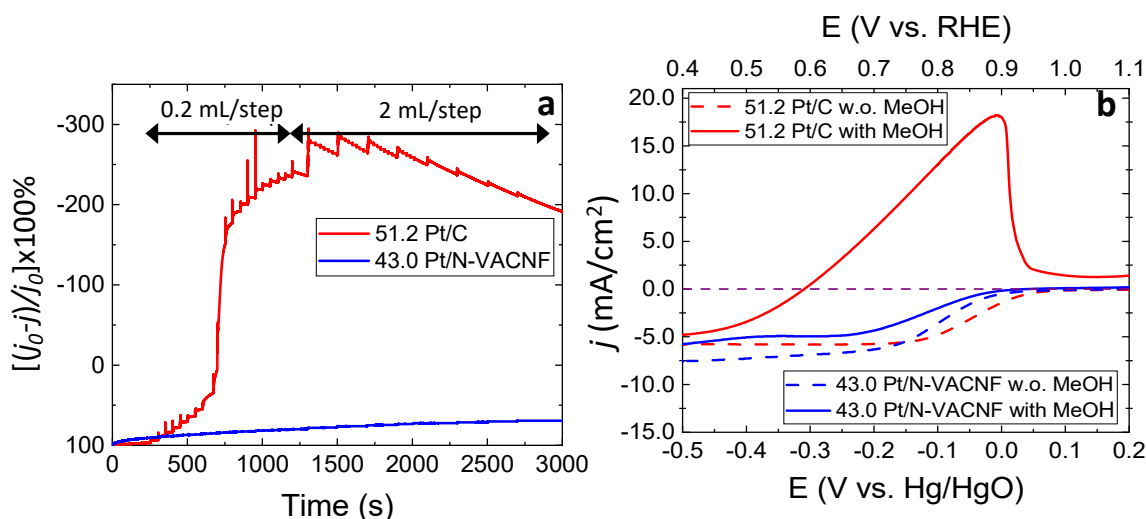 a
0.2 mL/step
2 mL/step
-300
-200
-100
0
100
51.2 Pt/C
43.0 Pt/N-VACNF
[(j₀-j)/j₀]x100%
0 500 1000 1500 2000 2500 3000
Time (s)
E (V vs. RHE)
0.4 0.5 0.6 0.7 0.8 0.9 1.0 1.1
b
51.2 Pt/C w.o. MeOH
51.2 Pt/C with MeOH
20.0
15.0
10.0
5.0
0.0
-5.0
-10.0
-15.0
j (mA/cm²)
43.0 Pt/N-VACNF w.o. MeOH
43.0 Pt/N-VACNF with MeOH
-0.5 -0.4 -0.3 -0.2 -0.1 0.0 0.1 0.2
E (V vs. Hg/HgO)